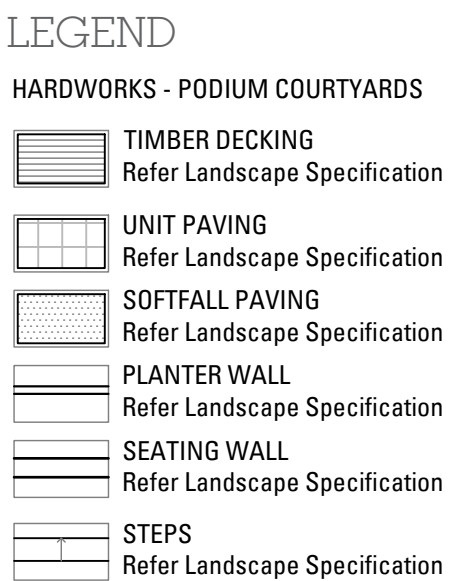 LEGEND
HARDWORKS - PODIUM COURTYARDS
TIMBER DECKING
Refer Landscape Specification
UNIT PAVING
Refer Landscape Specification
SOFTFALL PAVING
Refer Landscape Specification
PLANTER WALL
Refer Landscape Specification
SEATING WALL
Refer Landscape Specification
STEPS
Refer Landscape Specification